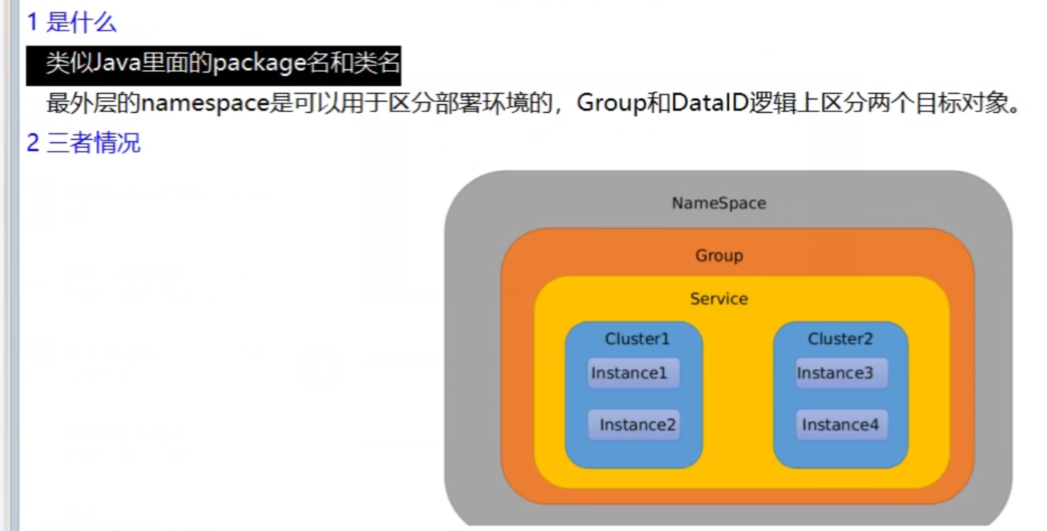 1 是什么
类似Java里面的package名和类名
最外层的namespace是可以用于区分部署环境的，Group和DataID逻辑上区分两个目标对象。
2 三者情况
NameSpace
Group
Service
Cluster1 Cluster2
Instance1 Instance3
Instance2 Instance4